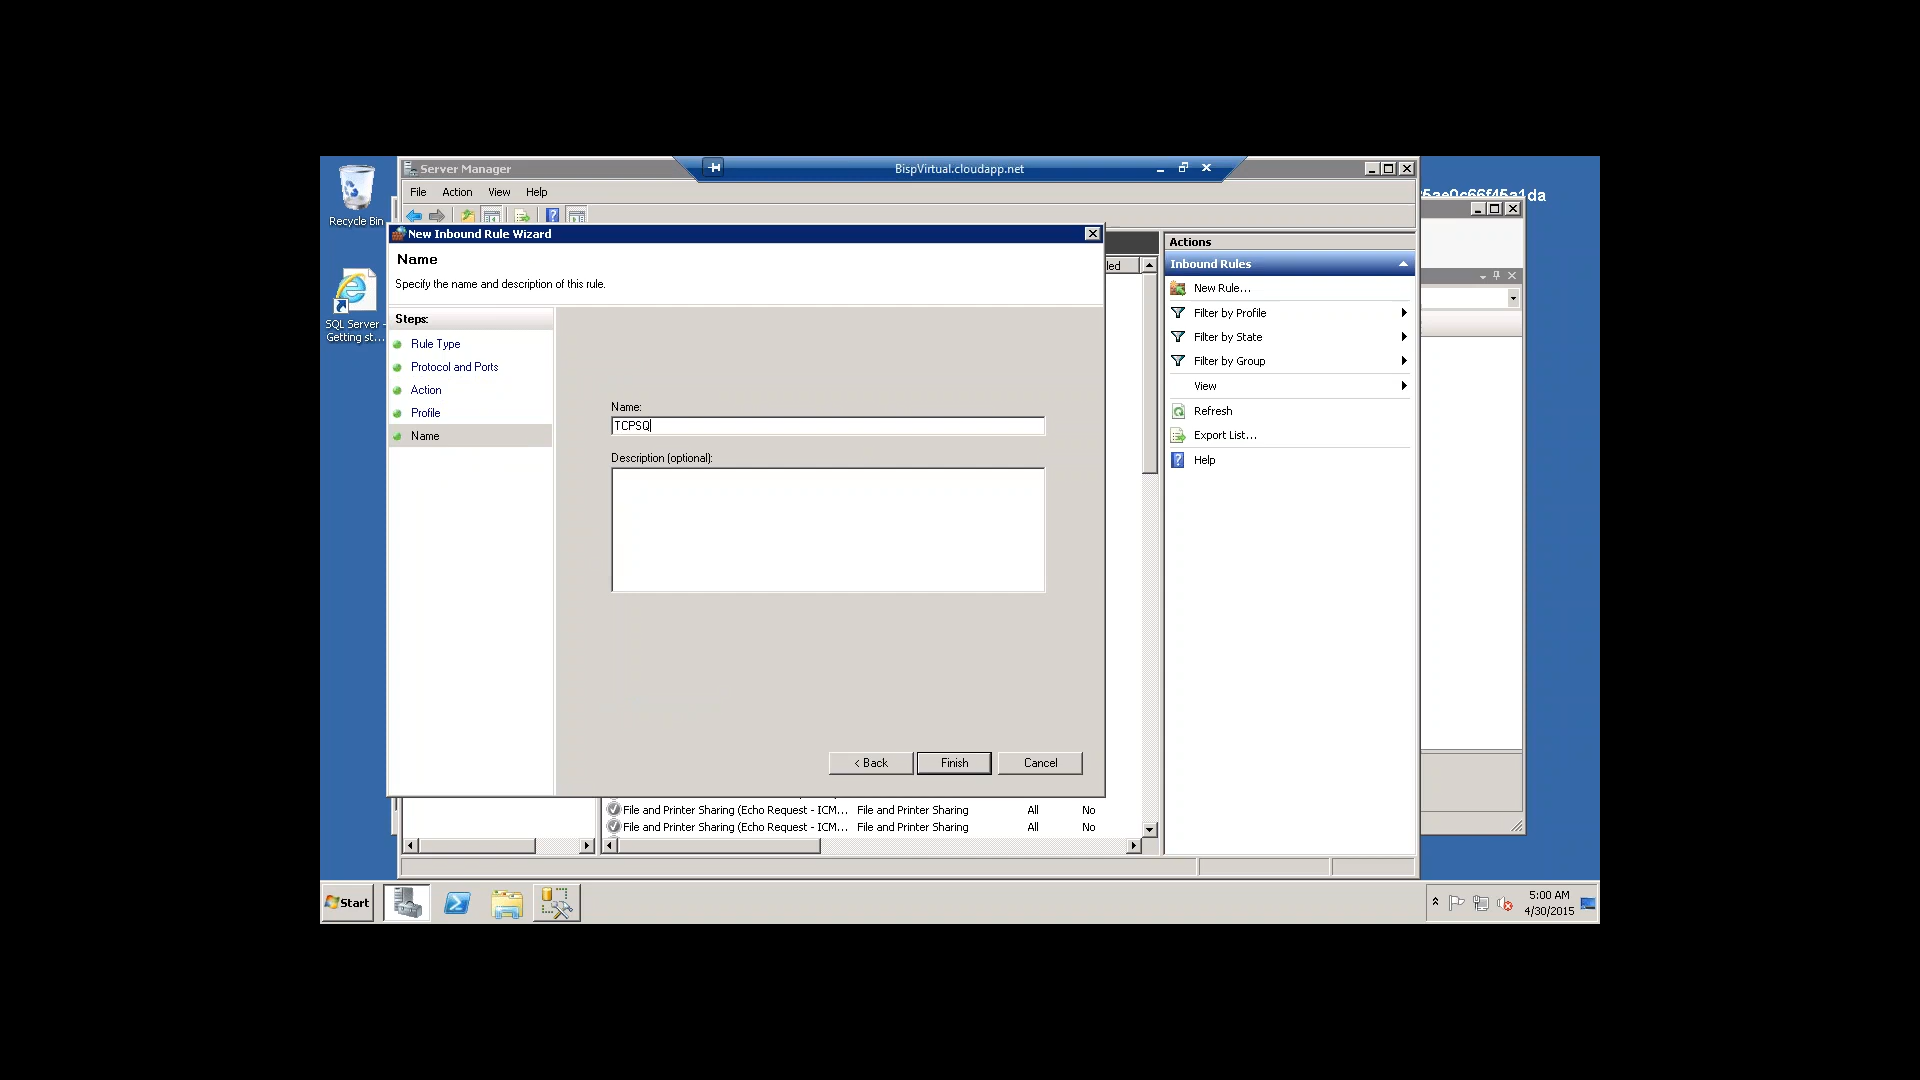 Server Manager
BispVirtual.cloudapp.net
File Action View Help
Recycle Bin
SQL Server -
Getting st...
New Inbound Rule Wizard
Name
Specify the name and description of this rule.
Steps:
Rule Type
Protocol and Ports
Action
Profile
Name
Name:
TCPSQ
Description (optional):
< Back Finish Cancel
led
File and Printer Sharing (Echo Request - ICM... File and Printer Sharing All No
File and Printer Sharing (Echo Request - ICM... File and Printer Sharing All No
Actions
Inbound Rules
New Rule...
Filter by Profile
Filter by State
Filter by Group
View
Refresh
Export List...
Help
5ae0c66f45a1da
Start
5:00 AM
4/30/2015